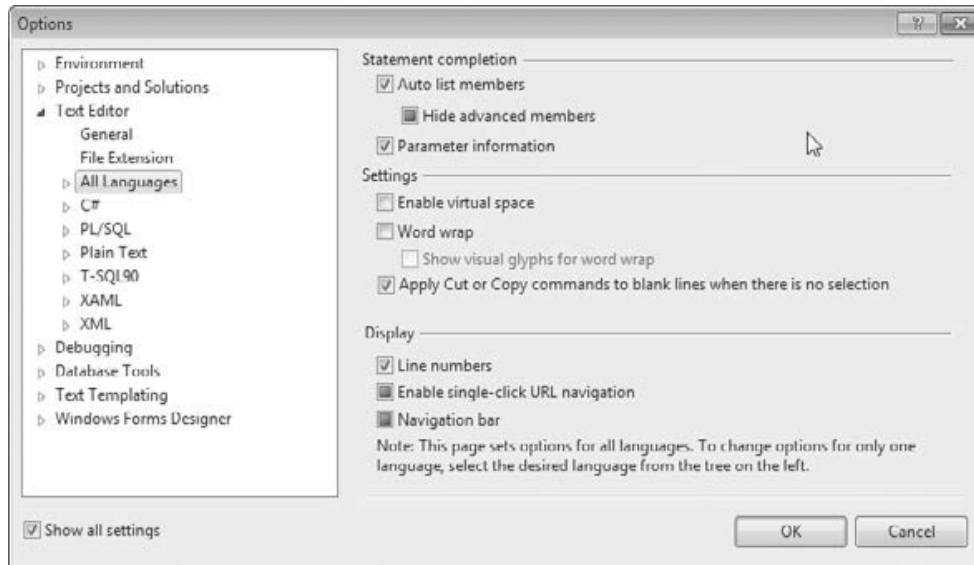 Options
Environment
Projects and Solutions
Text Editor
General
File Extension
All Languages
C#
PL/SQL
Plain Text
T-SQL90
XAML
XML
Debugging
Database Tools
Text Templating
Windows Forms Designer
Show all settings
Statement completion
Auto list members
Hide advanced members
Parameter information
Settings
Enable virtual space
Word wrap
Show visual glyphs for word wrap
Apply Cut or Copy commands to blank lines when there is no selection
Display
Line numbers
Enable single-click URL navigation
Navigation bar
Note: This page sets options for all languages. To change options for only one
language, select the desired language from the tree on the left.
OK
Cancel